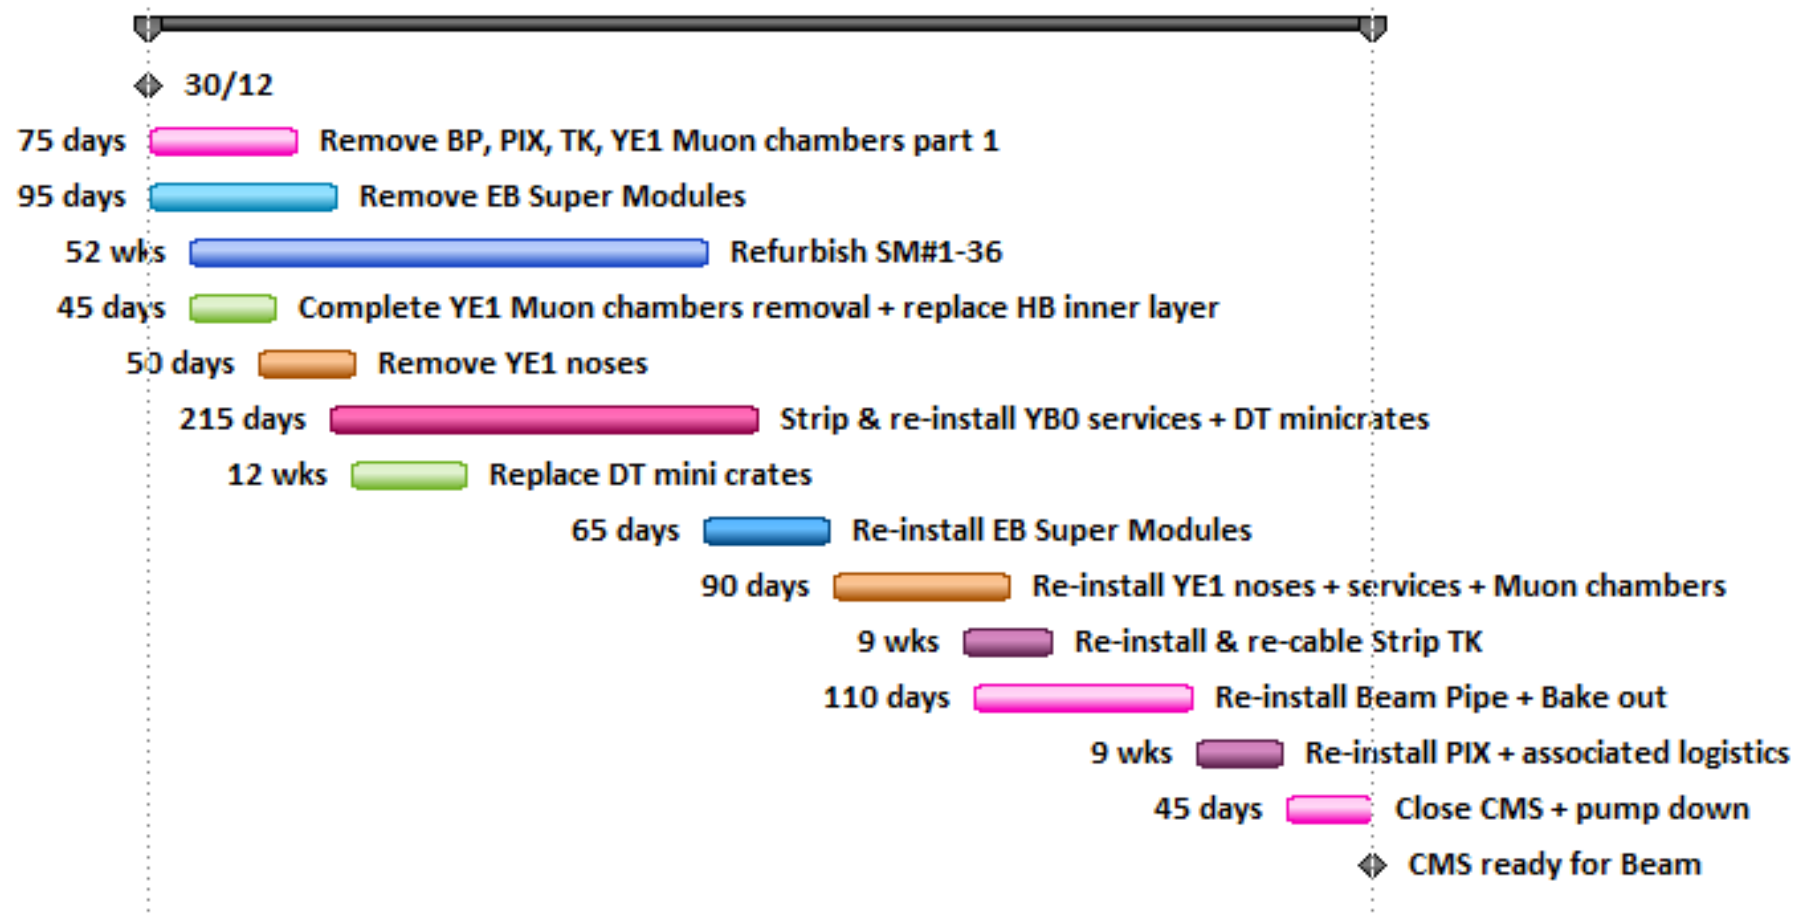 30/12
75 days Remove BP, PIX, TK, YE1 Muon chambers part 1
95 days Remove EB Super Modules
52 wks Refurbish SM#1-36
45 days Complete YE1 Muon chambers removal + replace HB inner layer
50 days Remove YE1 noses
215 days Strip & re-install YB0 services + DT minicrates
12 wks Replace DT mini crates
65 days Re-install EB Super Modules
90 days Re-install YE1 noses + services + Muon chambers
9 wks Re-install & re-cable Strip TK
110 days Re-install Beam Pipe + Bake out
9 wks Re-install PIX + associated logistics
45 days Close CMS + pump down
CMS ready for Beam